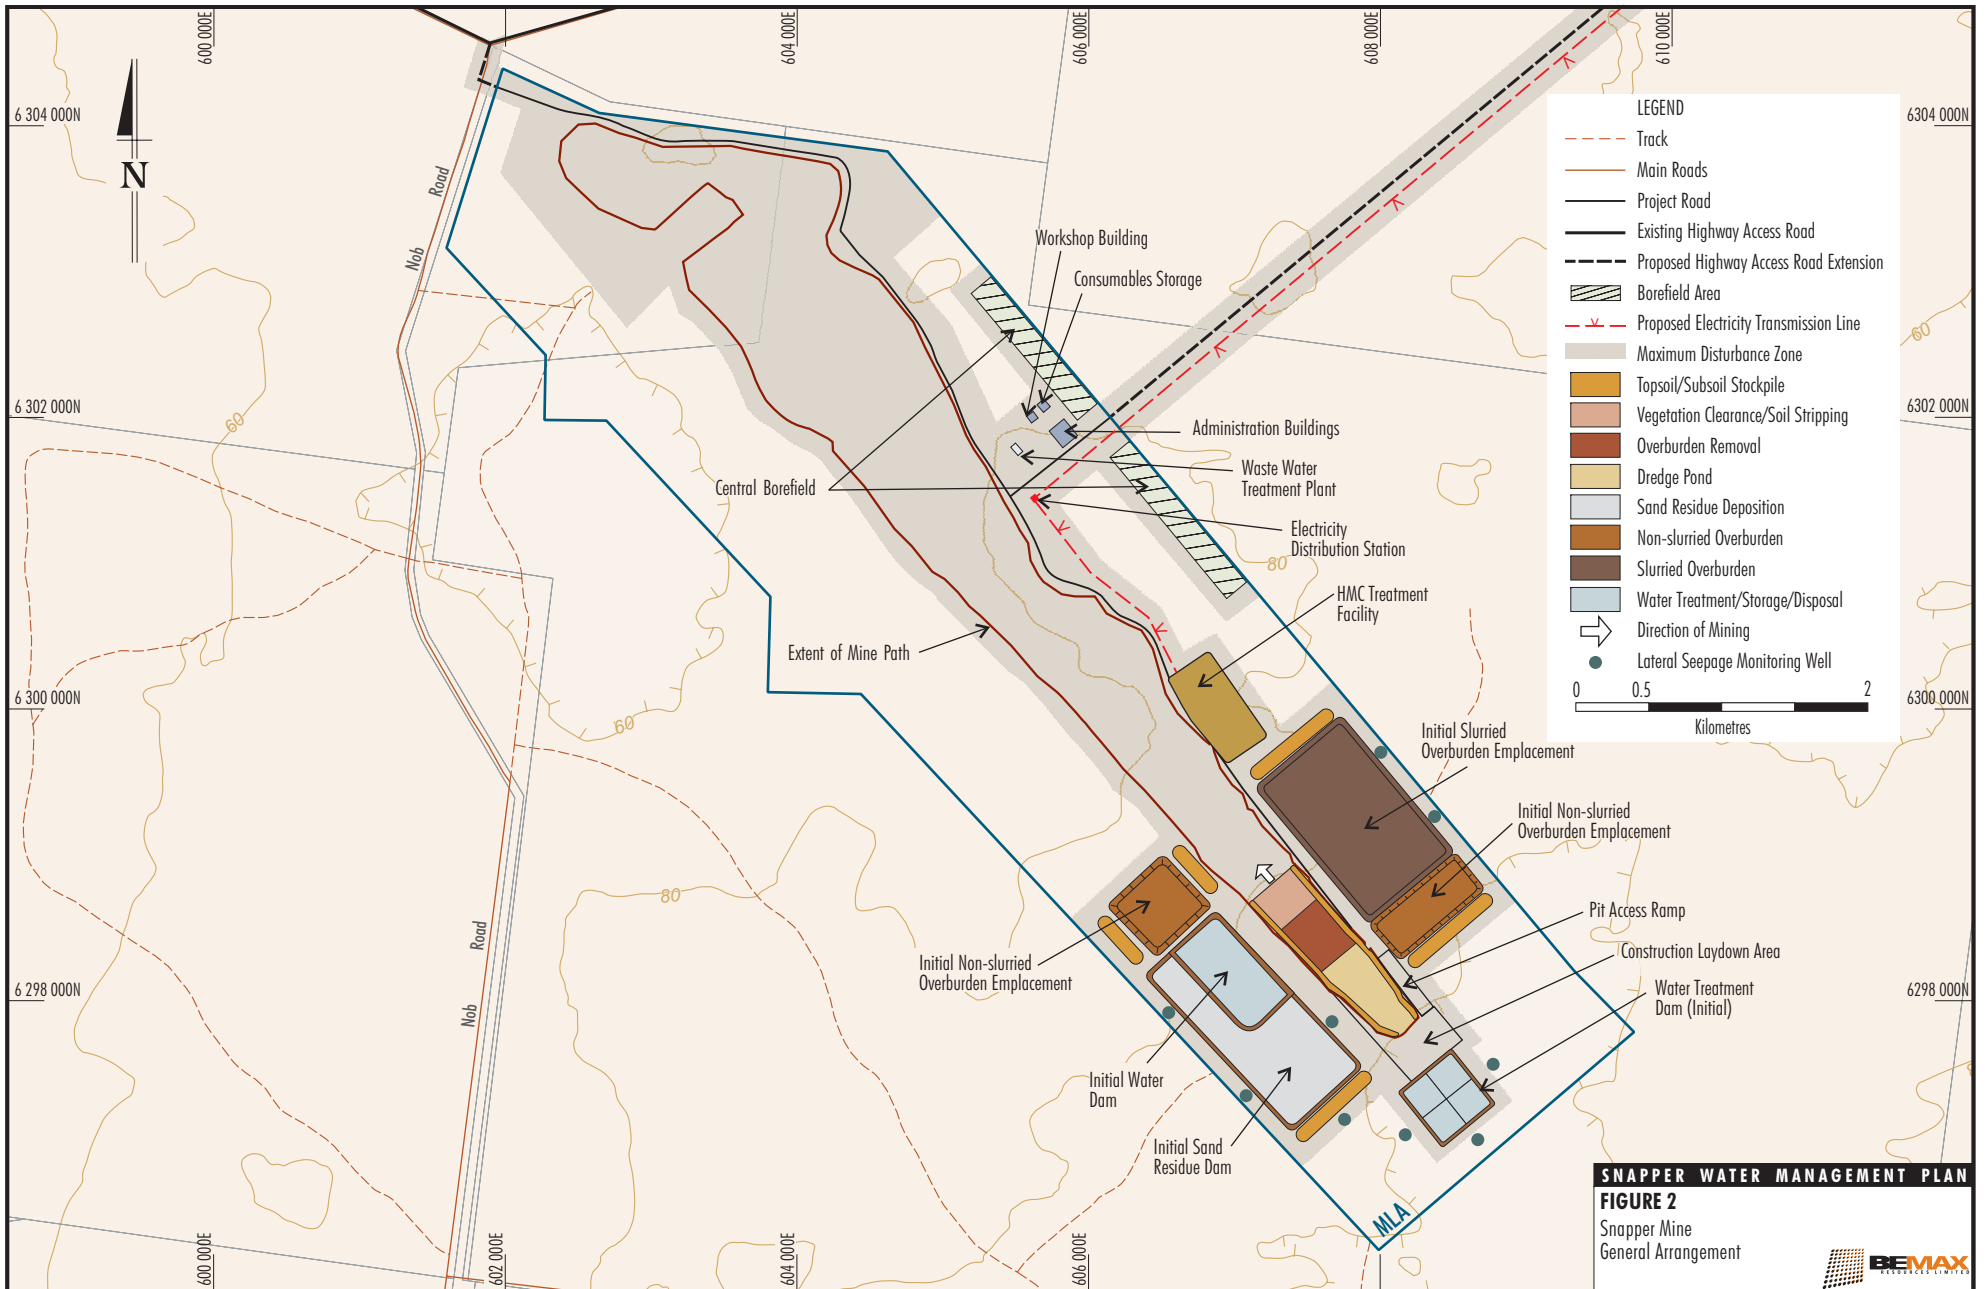 600 000E
602 000E
604 000E
606 000E
608 000E
610 000E
6 304 000N
6304 000N
N
Road
Nob
Workshop Building
Consumables Storage
LEGEND
Track
Main Roads
Project Road
Existing Highway Access Road
Proposed Highway Access Road Extension
Borefield Area
Proposed Electricity Transmission Line
Maximum Disturbance Zone
Topsoil/Subsoil Stockpile
Vegetation Clearance/Soil Stripping
Overburden Removal
Dredge Pond
Sand Residue Deposition
Non-slurried Overburden
Slurried Overburden
Water Treatment/Storage/Disposal
Direction of Mining
Lateral Seepage Monitoring Well
0 0.5 2
Kilometres
60
6 302 000N
6302 000N
60
Administration Buildings
Waste Water
Treatment Plant
Central Borefield
Electricity
Distribution Station
80
HMC Treatment
Facility
Extent of Mine Path
6 300 000N
6300 000N
60
Initial Slurried
Overburden Emplacement
Initial Non-slurried
Overburden Emplacement
80
Pit Access Ramp
Road
Construction Laydown Area
Initial Non-slurried
Overburden Emplacement
Water Treatment
Dam (Initial)
6 298 000N
6298 000N
Nob
Initial Water
Dam
Initial Sand
Residue Dam
MLA
SNAPPER WATER MANAGEMENT PLAN
FIGURE 2
Snapper Mine
General Arrangement
BEMAX
RESOURCES LIMITED
600 000E
602 000E
604 000E
606 000E